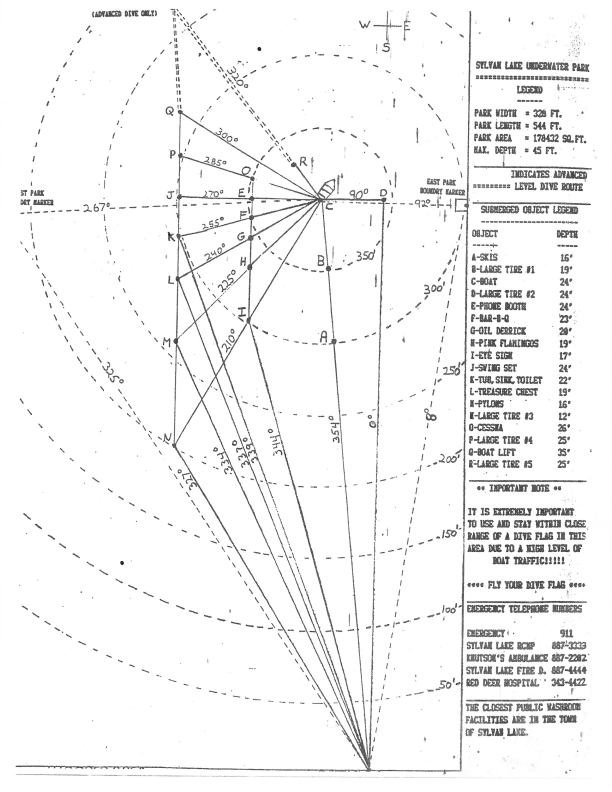 (ADVANCED DIVE ONLY)
W E
S
320°
Q
300°
P
285°
R
O
J
270°
E
C
90°
D
EAST PARK
BOUNDRY MARKER
ST PARK
DRY MARKER
267°
92°
F
K
255°
G
240°
H
B
350'
L
225°
300'
I
M
210°
A
325°
250'
354°
0°
8°
N
344°
200'
327°
334°
337°
339°
150'
100'
50'
SYLVAN LAKE UNDERWATER PARK
LEGEND
PARK WIDTH = 328 FT.
PARK LENGTH = 544 FT.
PARK AREA = 178432 SQ.FT.
MAX. DEPTH = 45 FT.
INDICATES ADVANCED
========= LEVEL DIVE ROUTE
SUBMERGED OBJECT LEGEND
OBJECT DEPTH
A-SKIS 16"
B-LARGE TIRE #1 19"
C-BOAT 24"
D-LARGE TIRE #2 24"
E-PHONE BOOTH 24"
F-BAR-B-Q 23"
G-OIL DERRICK 20"
H-PINK FLAMINGOS 19"
I-EYE SIGN 17"
J-SWING SET 24"
K-TUB,SINK,TOILET 22"
L-TREASURE CHEST 19"
M-PYLONS 16"
N-LARGE TIRE #3 12"
O-CESSNA 26"
P-LARGE TIRE #4 25"
Q-BOAT LIFT 35"
R-LARGE TIRE #5 25"
** IMPORTANT NOTE **
IT IS EXTREMELY IMPORTANT
TO USE AND STAY WITHIN CLOSE
RANGE OF A DIVE FLAG IN THIS
AREA DUE TO A HIGH LEVEL OF
BOAT TRAFFIC!!!!!
**** FLY YOUR DIVE FLAG ****
EMERGENCY TELEPHONE NUMBERS
EMERGENCY 911
SYLVAN LAKE RCMP 887-3333
KNUTSON'S AMBULANCE 887-2202
SYLVAN LAKE FIRE D. 887-4444
RED DEER HOSPITAL 343-4422
THE CLOSEST PUBLIC WASHROOM
FACILITIES ARE IN THE TOWN
OF SYLVAN LAKE.